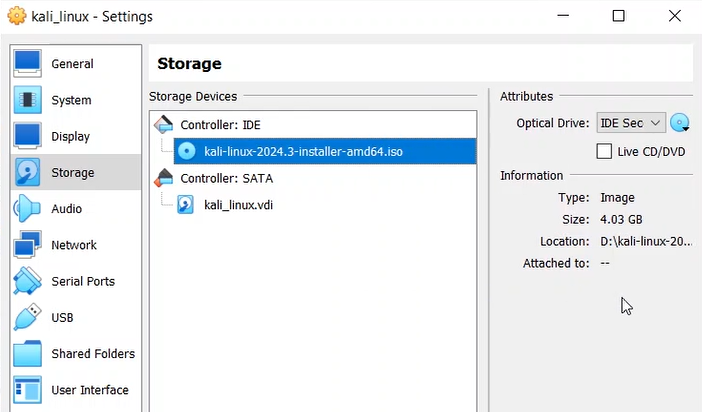 kali_linux - Settings
General
System
Display
Storage
Audio
Network
Serial Ports
USB
Shared Folders
User Interface
Storage
Storage Devices
Controller: IDE
kali-linux-2024.3-installer-amd64.iso
Controller: SATA
kali_linux.vdi
Attributes
Optical Drive: IDE Sec
Live CD/DVD
Information
Type: Image
Size: 4.03 GB
Location: D:\kali-linux-20...
Attached to: --